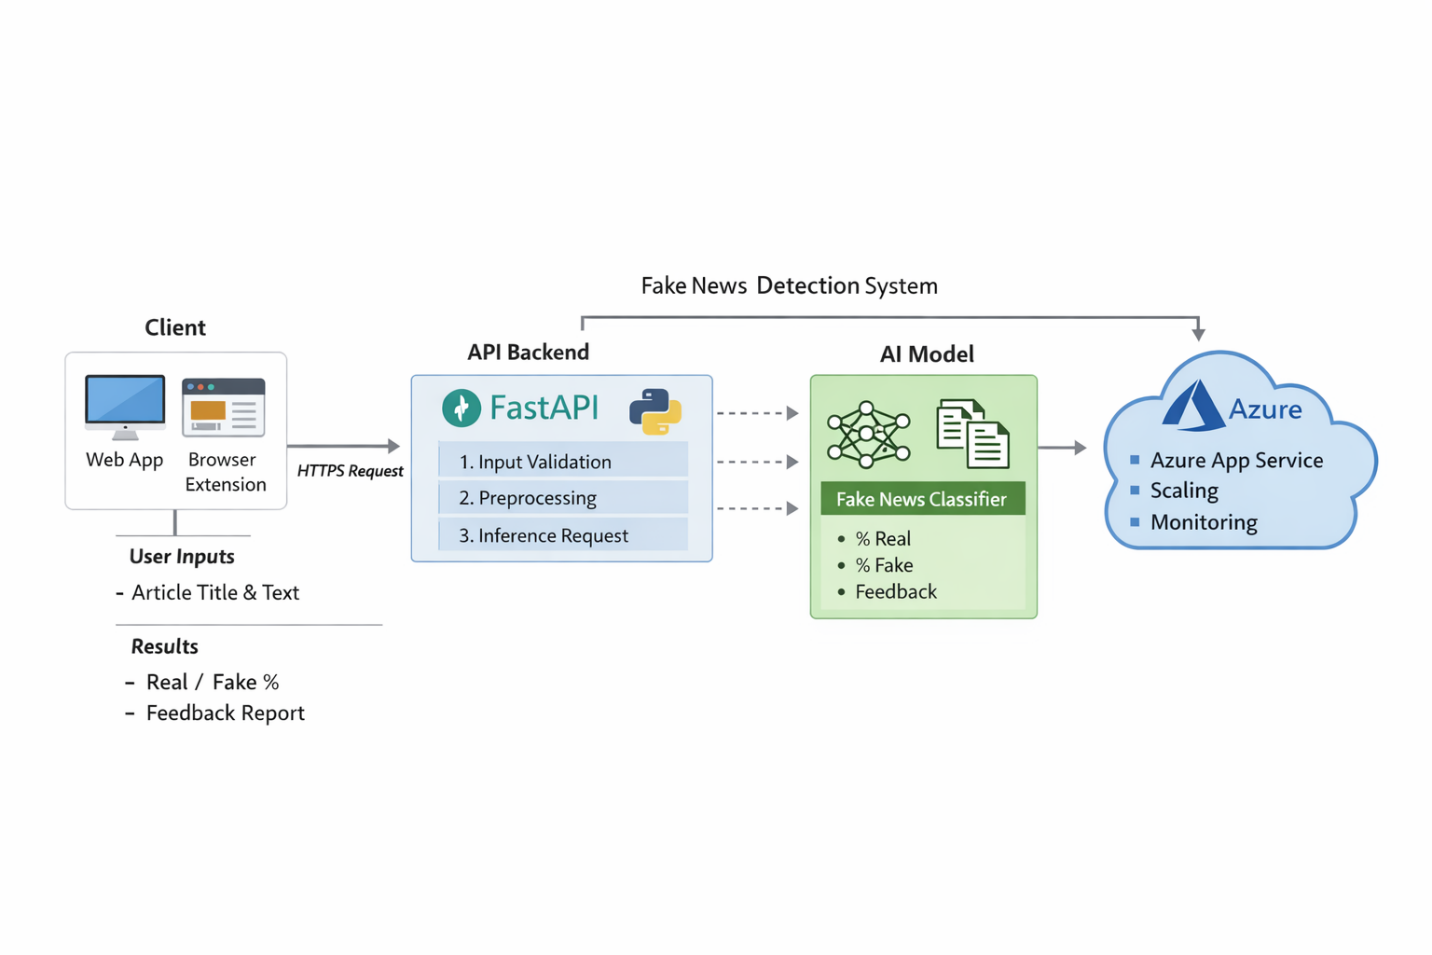 Fake News Detection System
Client
Web App
Browser
Extension
HTTPS Request
User Inputs
- Article Title & Text
Results
- Real / Fake %
- Feedback Report
API Backend
FastAPI
1. Input Validation
2. Preprocessing
3. Inference Request
AI Model
Fake News Classifier
• % Real
• % Fake
• Feedback
Azure
▪ Azure App Service
▪ Scaling
▪ Monitoring